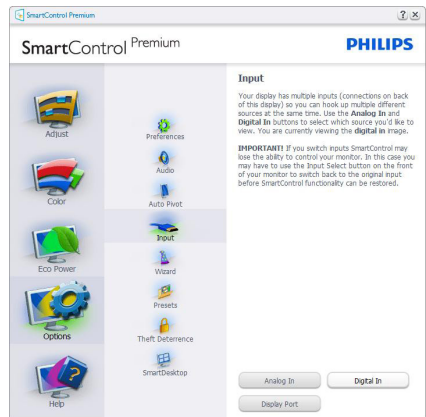 SmartControl Premium
SmartControl Premium
PHILIPS
Adjust
Color
Eco Power
Options
Help
Preferences
Audio
Auto Pivot
Input
Wizard
Presets
Theft Deterrence
SmartDesktop
Input
Your display has multiple inputs (connections on back
of this display) so you can hook up multiple different
sources at the same time. Use the Analog In and
Digital In buttons to select which source you'd like to
view. You are currently viewing the digital in image.
IMPORTANT! If you switch inputs SmartControl may
lose the ability to control your monitor. In this case you
may have to use the Input Select button on the front
of your monitor to switch back to the original input
before SmartControl functionality can be restored.
Analog In
Digital In
Display Port